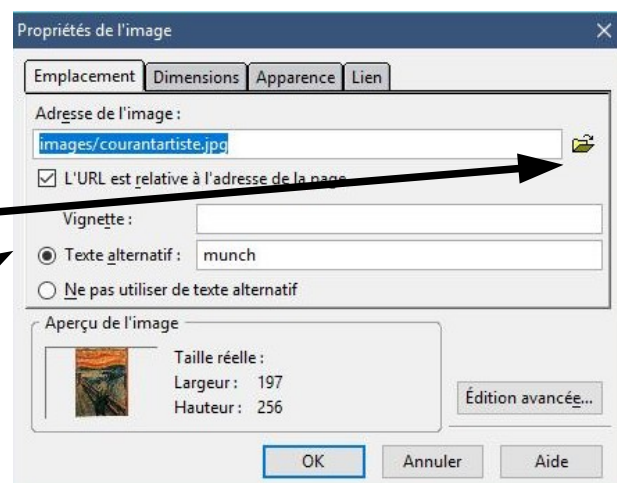 Propriétés de l'image
Emplacement Dimensions Apparence Lien
Adresse de l'image :
images/courantartiste.jpg
L'URL est relative à l'adresse de la page
Vignette :
Texte alternatif : munch
Ne pas utiliser de texte alternatif
Aperçu de l'image
Taille réelle :
Largeur : 197
Hauteur : 256
Édition avancée...
OK Annuler Aide